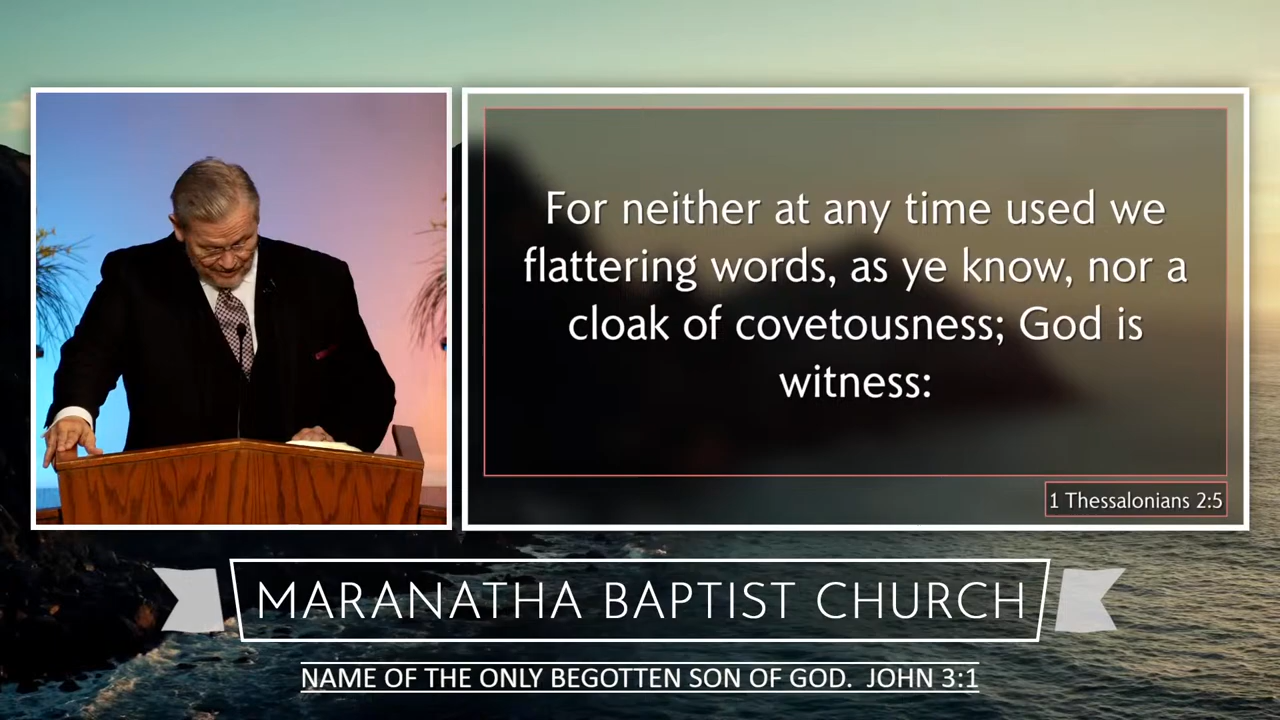 For neither at any time used we
flattering words, as ye know, nor a
cloak of covetousness; God is
witness:
1 Thessalonians 2:5
MARANATHA BAPTIST CHURCH
NAME OF THE ONLY BEGOTTEN SON OF GOD.  JOHN 3:1